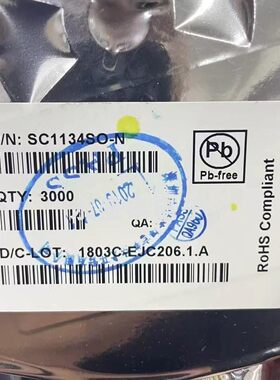 /N: SC1134SO-N
Pb
Pb-free
QTY: 3000
QA:
D/C-LOT: 1803C-EJC206.1.A
RoHS Compliant